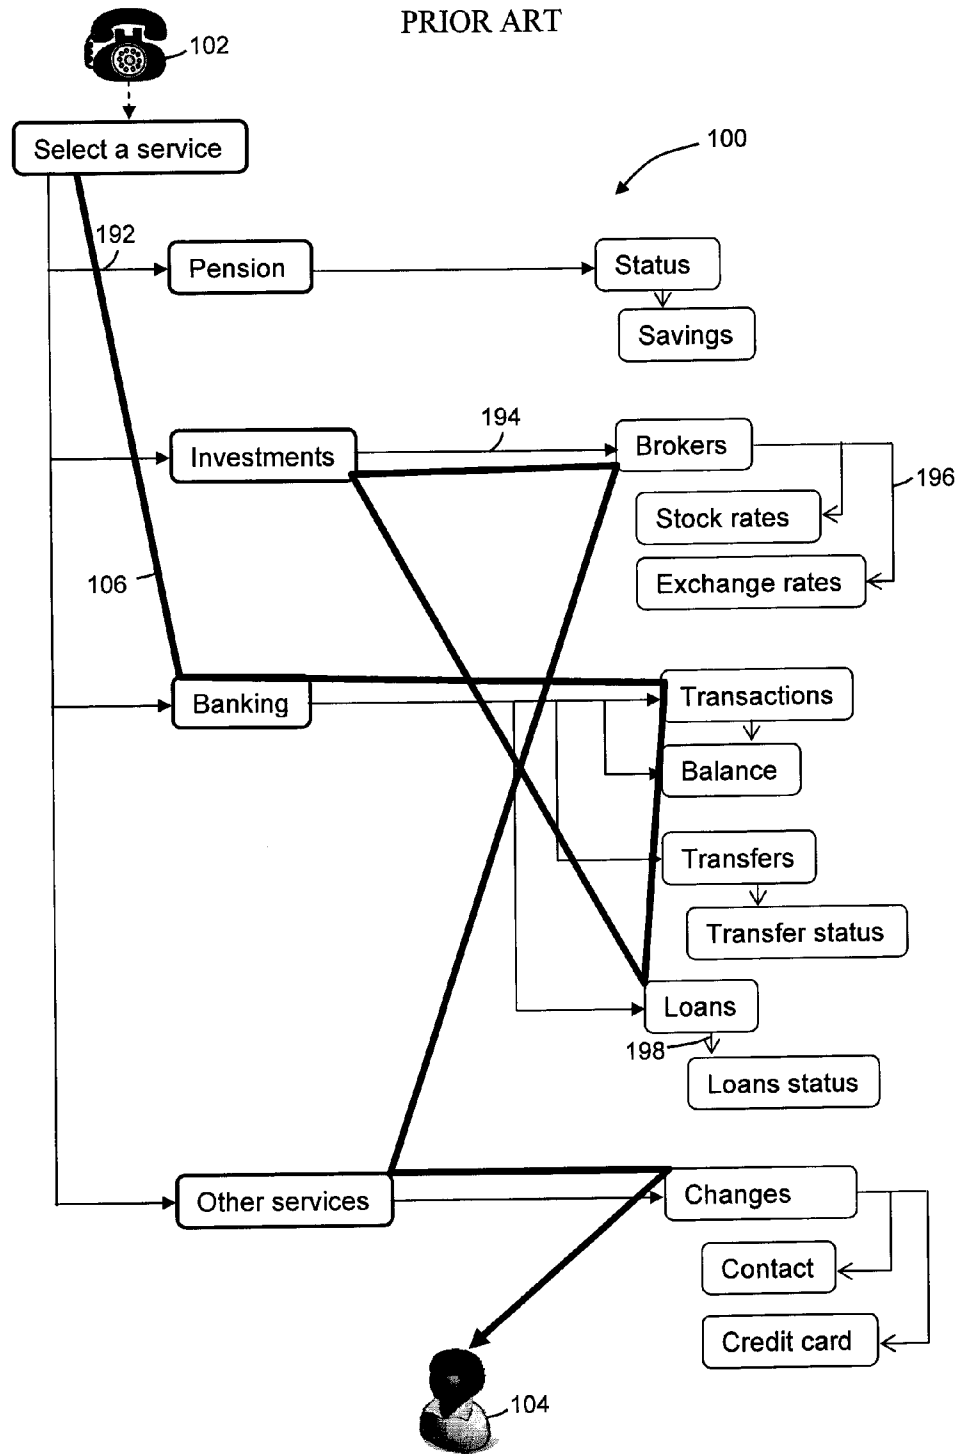 PRIOR ART
102
Select a service
100
192
Pension
Status
Savings
194
Investments
Brokers
196
Stock rates
Exchange rates
106
Banking
Transactions
Balance
Transfers
Transfer status
Loans
198
Loans status
Other services
Changes
Contact
Credit card
104